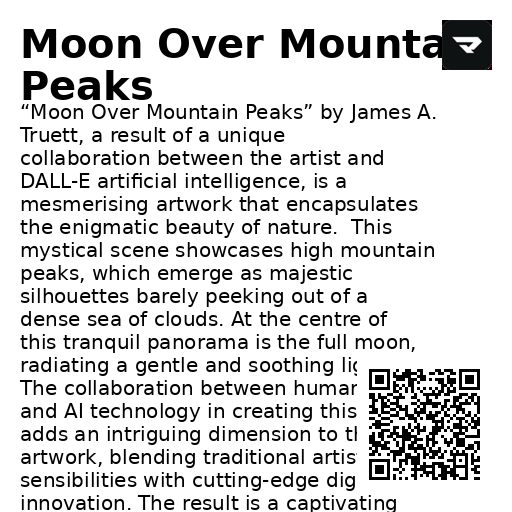 Moon Over
Peaks
“Moon Over Mountain Peaks” by James A.
Truett, a result of a unique
collaboration between the artist and
DALL-E artificial intelligence, is a
mesmerising artwork that encapsulates
the enigmatic beauty of nature.  This
mystical scene showcases high mountain
peaks, which emerge as majestic
silhouettes barely peeking out of a
dense sea of clouds. At the centre of
this tranquil panorama is the full moon,
radiating a gentle and soothing
The collaboration between human
and AI technology in creating this
adds an intriguing dimension to
artwork, blending traditional
sensibilities with cutting-edge
innovation. The result is a captivating